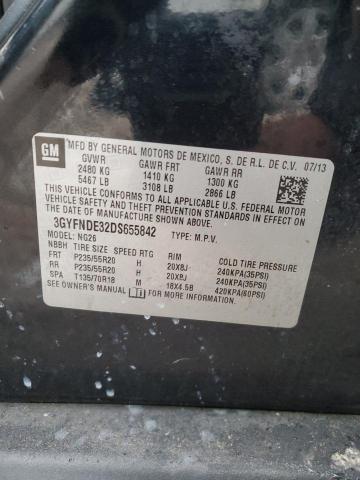 GM
MFD BY GENERAL MOTORS DE MEXICO, S. DE R.L. DE C.V. 07/13
GVWR GAWR FRT GAWR RR
2480 KG 1410 KG 1300 KG
5467 LB 3108 LB 2866 LB
THIS VEHICLE CONFORMS TO ALL APPLICABLE U.S. FEDERAL
MOTOR VEHICLE SAFETY, BUMPER, AND THEFT PREVENTION
STANDARDS IN EFFECT ON THE DATE OF MANUFACTURE SHOWN ABOVE.
3GYFNDE32DS655842 TYPE: M.P.V.
MODEL: NG26
NBBH TIRE SIZE SPEED RTG RIM COLD TIRE PRESSURE
FRT P235/55R20 H 20X8J 240KPA(35PSI)
RR P235/55R20 H 20X8J 240KPA(35PSI)
SPA T135/70R18 M 18X4.5B 420KPA(60PSI)
SEE OWNER'S MANUAL FOR ADDITIONAL INFORMATION.